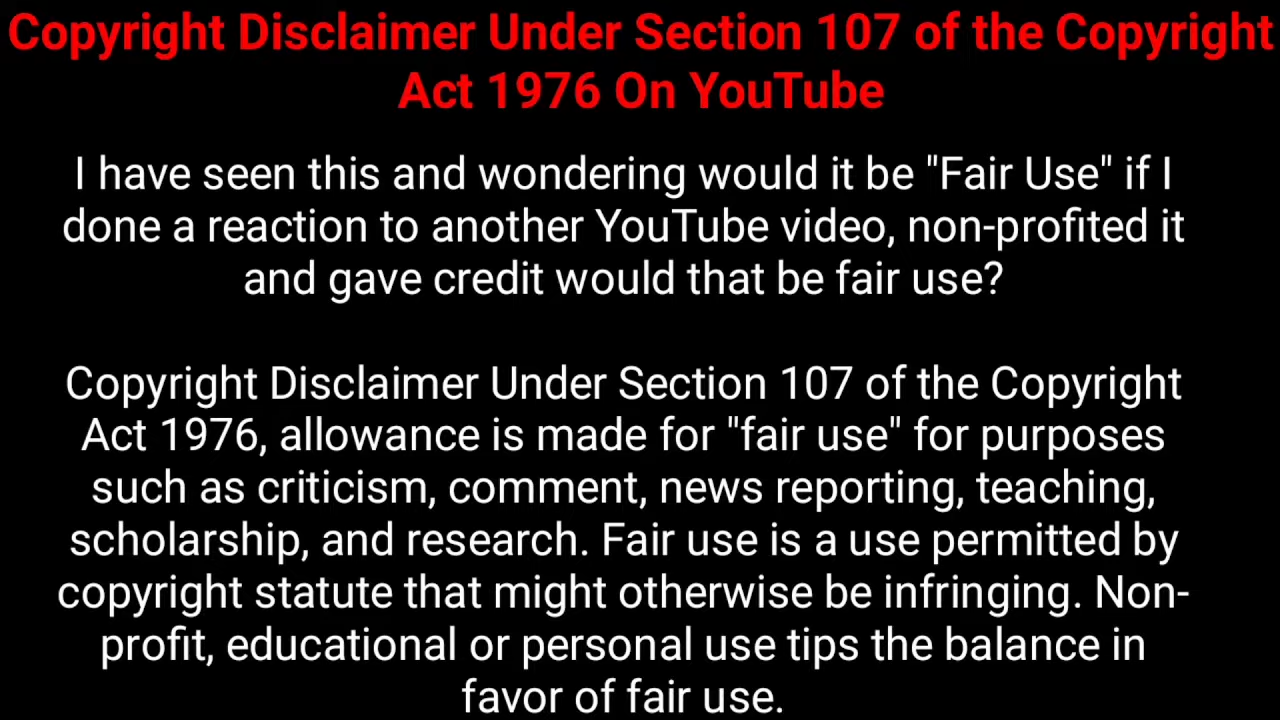 Copyright Disclaimer Under Section 107 of the Copyright
Act 1976 On YouTube
I have seen this and wondering would it be "Fair Use" if I
done a reaction to another YouTube video, non-profited it
and gave credit would that be fair use?
Copyright Disclaimer Under Section 107 of the Copyright
Act 1976, allowance is made for "fair use" for purposes
such as criticism, comment, news reporting, teaching,
scholarship, and research. Fair use is a use permitted by
copyright statute that might otherwise be infringing. Non-
profit, educational or personal use tips the balance in
favor of fair use.